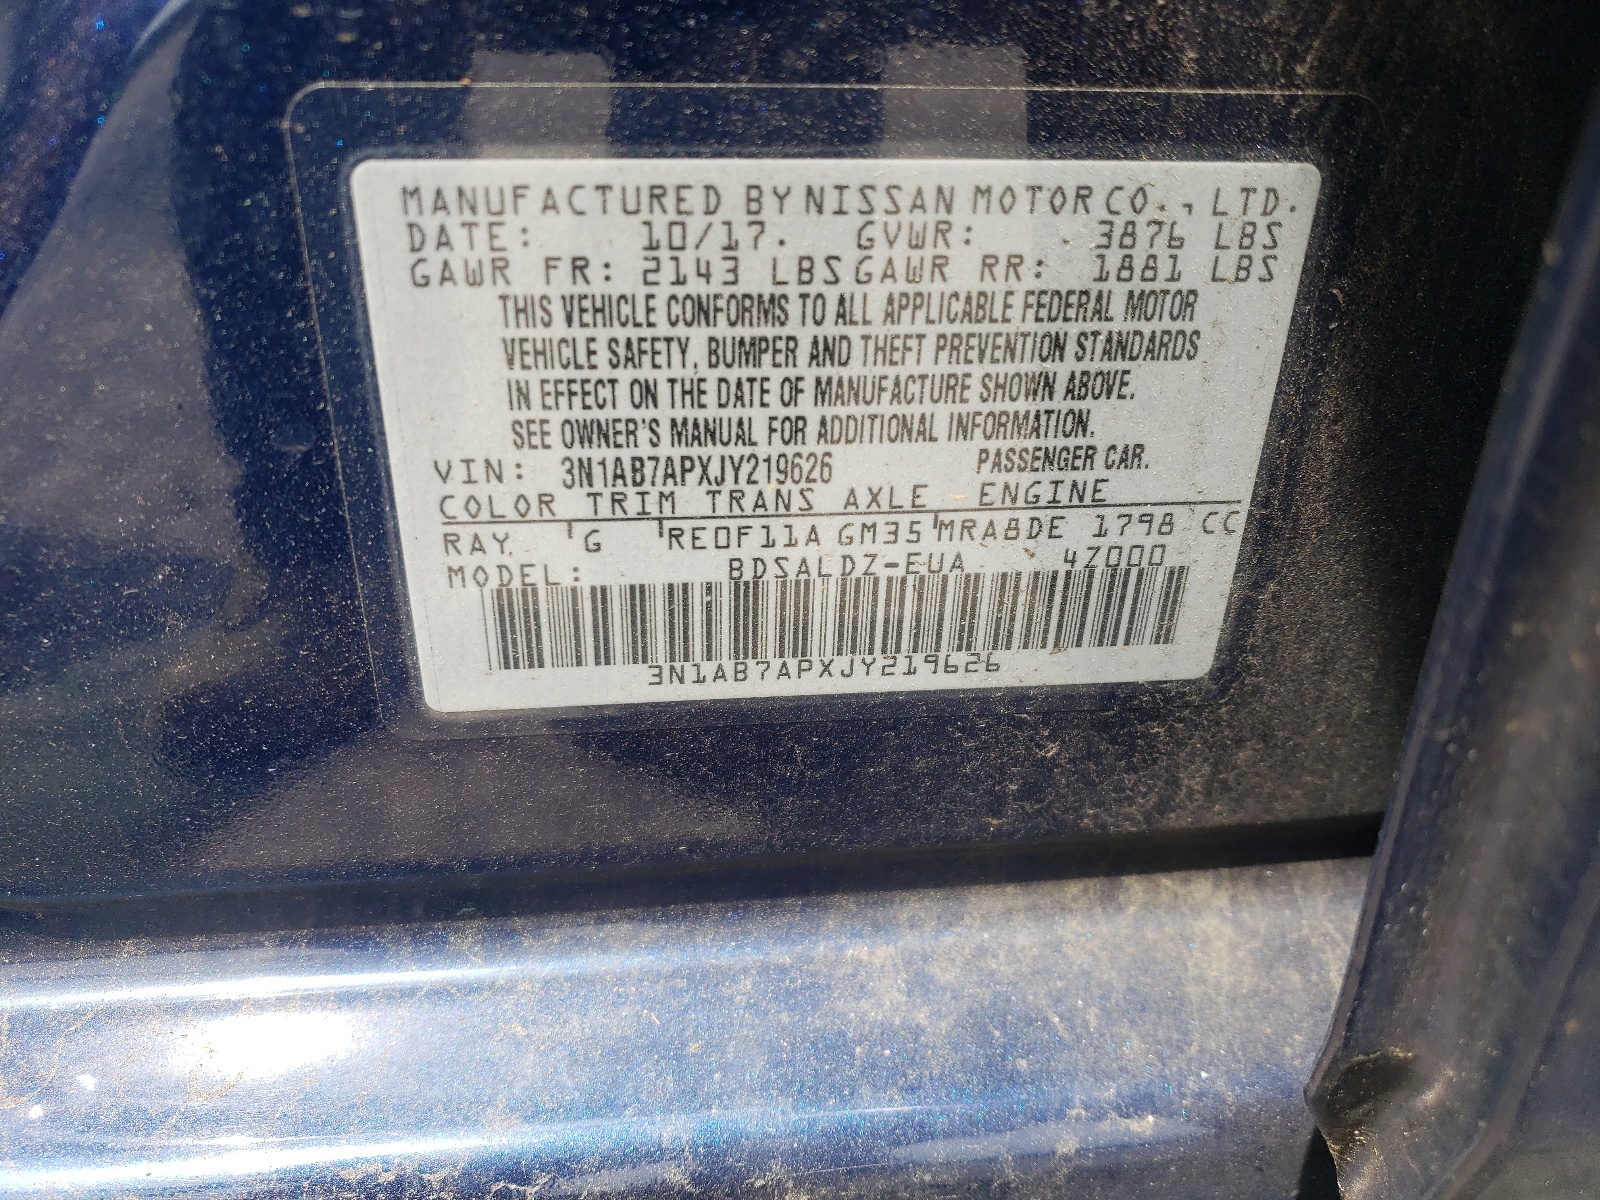 MANUFACTURED BY NISSAN MOTOR CO., LTD.
DATE: 10/17. GVWR: 3876 LBS
GAWR FR: 2143 LBS GAWR RR: 1881 LBS
THIS VEHICLE CONFORMS TO ALL APPLICABLE FEDERAL MOTOR
VEHICLE SAFETY, BUMPER AND THEFT PREVENTION STANDARDS
IN EFFECT ON THE DATE OF MANUFACTURE SHOWN ABOVE.
SEE OWNER'S MANUAL FOR ADDITIONAL INFORMATION.
VIN: 3N1AB7APXJY219626 PASSENGER CAR.
COLOR TRIM TRANS AXLE ENGINE
RAY G RE0F11A GM35 MRA8DE 1798 CC
MODEL: BDSALDZ-EUA 4Z000
3N1AB7APXJY219626